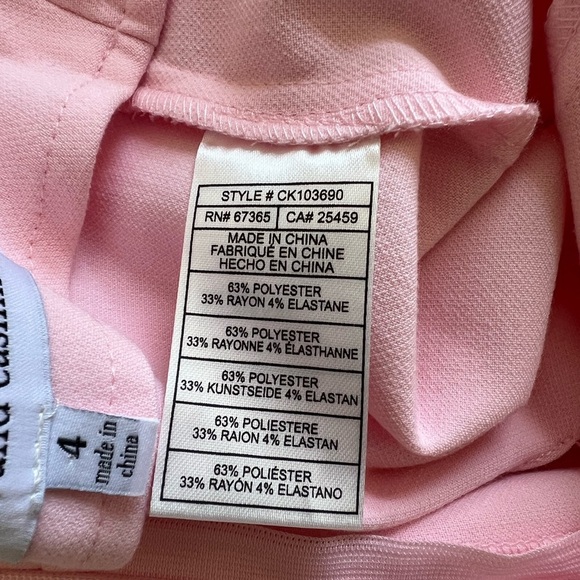 STYLE # CK103690
RN# 67365 CA# 25459
MADE IN CHINA
FABRIQUÉ EN CHINE
HECHO EN CHINA
63% POLYESTER
33% RAYON 4% ELASTANE
63% POLYESTER
33% RAYONNE 4% ÉLASTHANNE
63% POLYESTER
33% KUNSTSEIDE 4% ELASTAN
63% POLIESTERE
33% RAION 4% ELASTAN
63% POLIÉSTER
33% RAYÓN 4% ELASTANO
4
made in
china